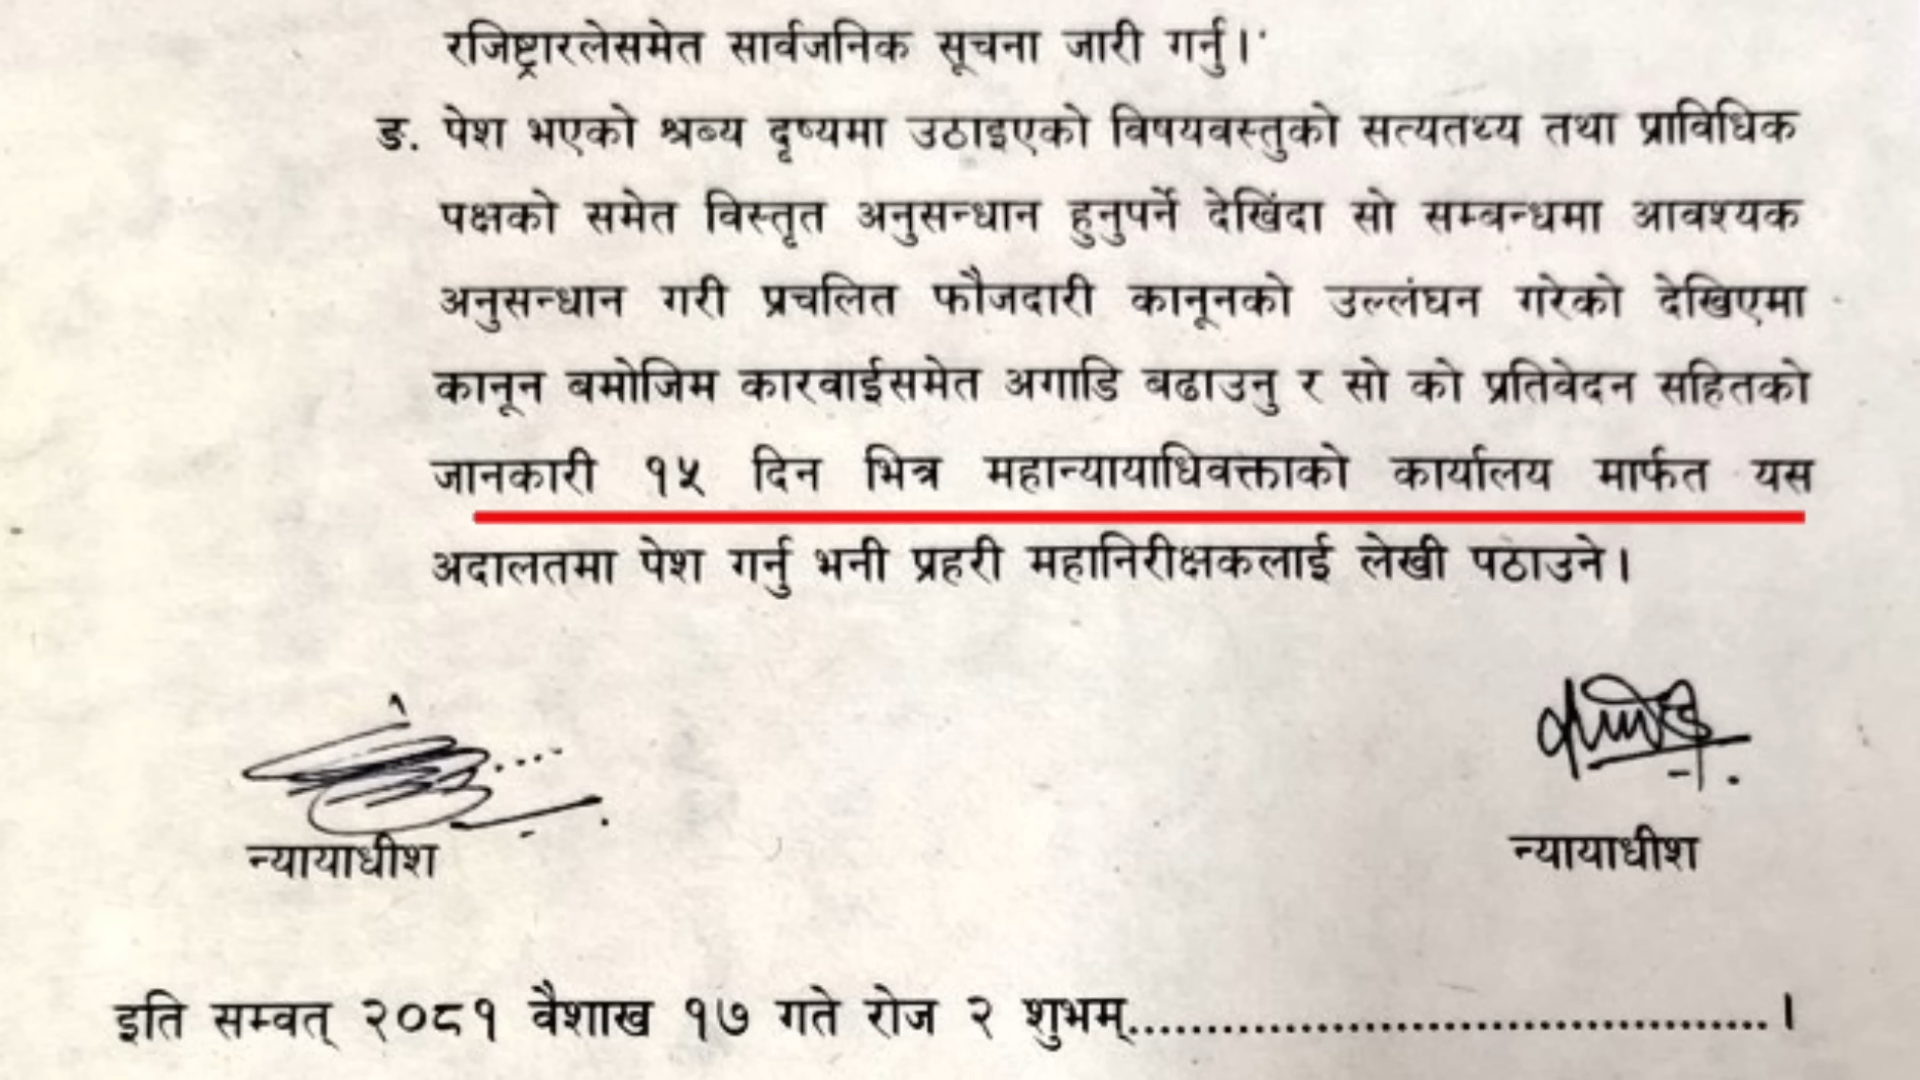 रजिष्ट्रारलेसमेत सार्वजनिक सूचना जारी गर्नु।
ङ. पेश भएको श्रब्य दृष्यमा उठाइएको विषयवस्तुको सत्यतथ्य तथा प्राविधिक
पक्षको समेत विस्तृत अनुसन्धान हुनुपर्ने देखिंदा सो सम्बन्धमा आवश्यक
अनुसन्धान गरी प्रचलित फौजदारी कानूनको उल्लंघन गरेको देखिएमा
कानून बमोजिम कारवाईसमेत अगाडि बढाउनु र सो को प्रतिवेदन सहितको
जानकारी १५ दिन भित्र महान्यायाधिवक्ताको कार्यालय मार्फत यस
अदालतमा पेश गर्नु भनी प्रहरी महानिरीक्षकलाई लेखी पठाउने।
न्यायाधीश
न्यायाधीश
इति सम्वत् २०८१ वैशाख १७ गते रोज २ शुभम्..........................................।